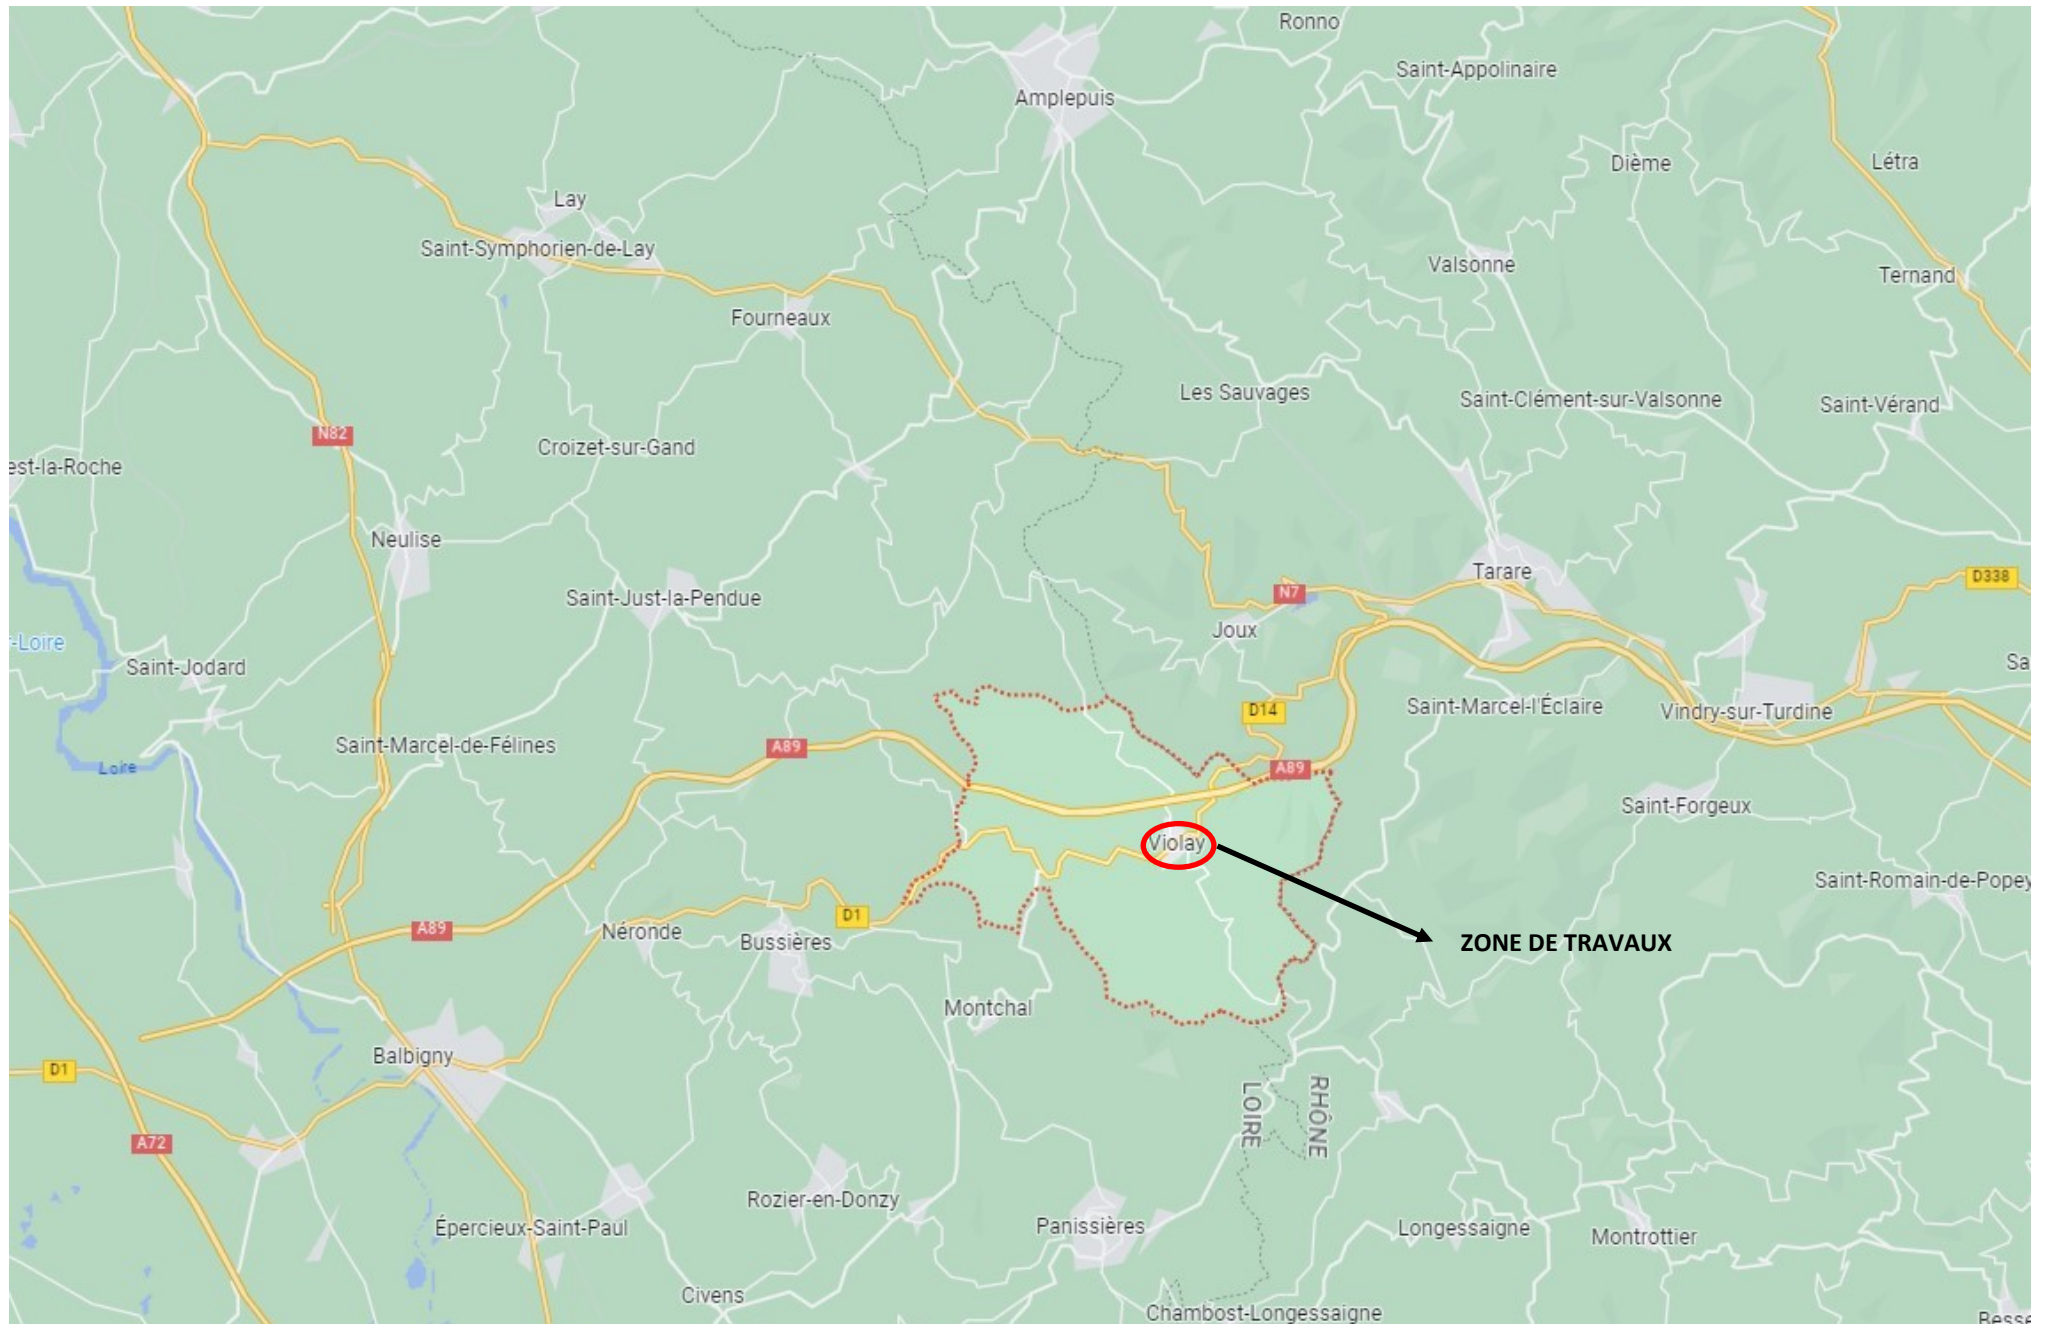 Ronno
Saint-Appolinaire
Amplepuis
Dième
Létra
Lay
Saint-Symphorien-de-Lay
Valsonne
Ternand
Fourneaux
Les Sauvages
Saint-Clément-sur-Valsonne
Saint-Vérand
N82
Croizet-sur-Gand
est-la-Roche
Neulise
Tarare
D338
Saint-Just-la-Pendue
N7
Joux
-Loire
Saint-Jodard
Sa
D14
Saint-Marcel-l'Éclaire
Vindry-sur-Turdine
Saint-Marcel-de-Félines
A89
Loire
A89
Saint-Forgeux
Violay
Saint-Romain-de-Popey
D1
A89
Néronde
Bussières
ZONE DE TRAVAUX
Montchal
Balbigny
D1
LOIRE
RHÔNE
A72
Rozier-en-Donzy
Épercieux-Saint-Paul
Panissières
Longessaigne
Montrottier
Civens
Chambost-Longessaigne
Besse